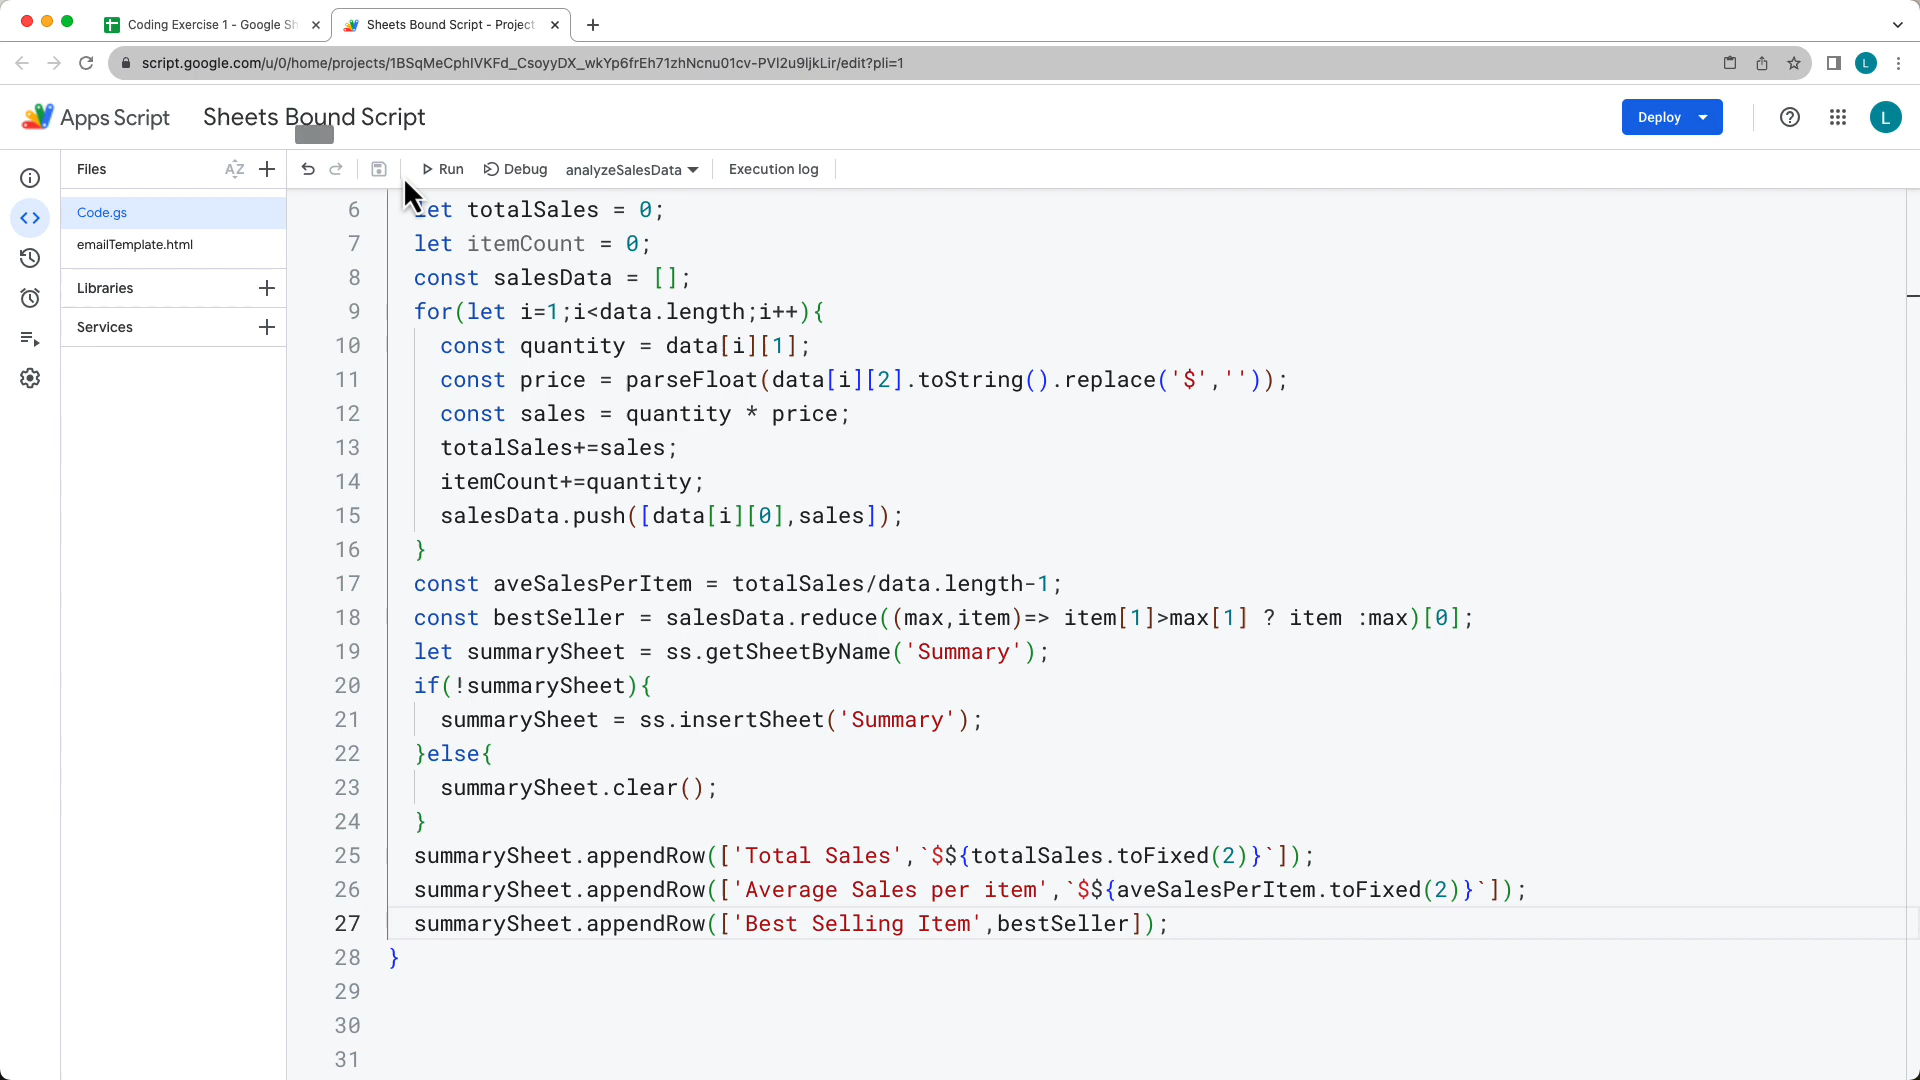 Coding Exercise 1 - Google Sh
Sheets Bound Script - Project
script.google.com/u/0/home/projects/1BSqMeCphIVKFd_CsoyyDX_wkYp6frEh71zhNcnu01cv-PVl2u9ljkLir/edit?pli=1
L
Apps Script
Sheets Bound Script
Deploy
L
Files
AZ
Run
Debug
analyzeSalesData
Execution log
Code.gs
emailTemplate.html
Libraries
Services
6 let totalSales = 0;
7 let itemCount = 0;
8 const salesData = [];
9 for(let i=1;i<data.length;i++){
10 const quantity = data[i][1];
11 const price = parseFloat(data[i][2].toString().replace('$',''));
12 const sales = quantity * price;
13 totalSales+=sales;
14 itemCount+=quantity;
15 salesData.push([data[i][0],sales]);
16 }
17 const aveSalesPerItem = totalSales/data.length-1;
18 const bestSeller = salesData.reduce((max,item)=> item[1]>max[1] ? item :max)[0];
19 let summarySheet = ss.getSheetByName('Summary');
20 if(!summarySheet){
21 summarySheet = ss.insertSheet('Summary');
22 }else{
23 summarySheet.clear();
24 }
25 summarySheet.appendRow(['Total Sales',`$${totalSales.toFixed(2)}`]);
26 summarySheet.appendRow(['Average Sales per item',`$${aveSalesPerItem.toFixed(2)}`]);
27 summarySheet.appendRow(['Best Selling Item',bestSeller]);
28 }
29
30
31